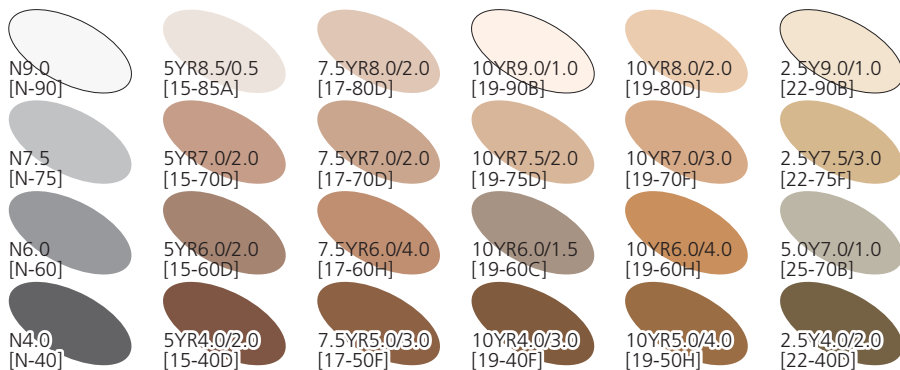 N9.0
[N-90]
5YR8.5/0.5
[15-85A]
7.5YR8.0/2.0
[17-80D]
10YR9.0/1.0
[19-90B]
10YR8.0/2.0
[19-80D]
2.5Y9.0/1.0
[22-90B]
N7.5
[N-75]
5YR7.0/2.0
[15-70D]
7.5YR7.0/2.0
[17-70D]
10YR7.5/2.0
[19-75D]
10YR7.0/3.0
[19-70F]
2.5Y7.5/3.0
[22-75F]
N6.0
[N-60]
5YR6.0/2.0
[15-60D]
7.5YR6.0/4.0
[17-60H]
10YR6.0/1.5
[19-60C]
10YR6.0/4.0
[19-60H]
5.0Y7.0/1.0
[25-70B]
N4.0
[N-40]
5YR4.0/2.0
[15-40D]
7.5YR5.0/3.0
[17-50F]
10YR4.0/3.0
[19-40F]
10YR5.0/4.0
[19-50H]
2.5Y4.0/2.0
[22-40D]